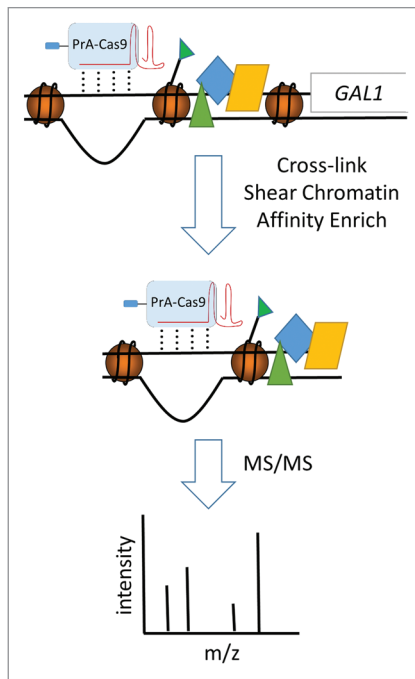 PrA-Cas9
GAL1
Cross-link
Shear Chromatin
Affinity Enrich
PrA-Cas9
MS/MS
intensity
m/z